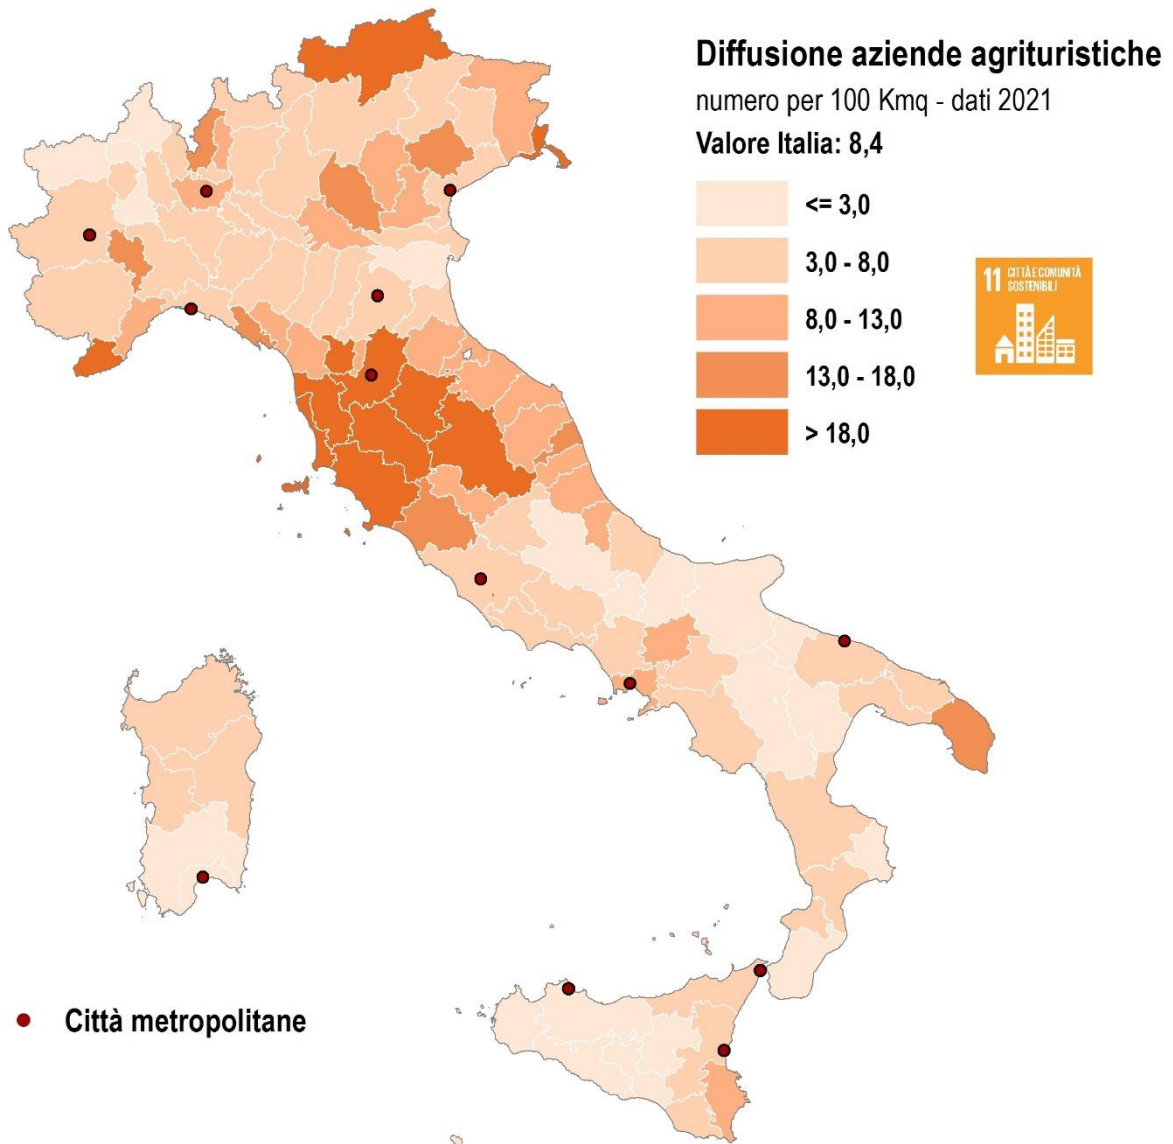 Diffusione aziende agrituristiche
numero per 100 Kmq - dati 2021
Valore Italia: 8,4
<= 3,0
3,0 - 8,0
8,0 - 13,0
13,0 - 18,0
> 18,0
11 CITTÀ E COMUNITÀ
SOSTENIBILI
Città metropolitane